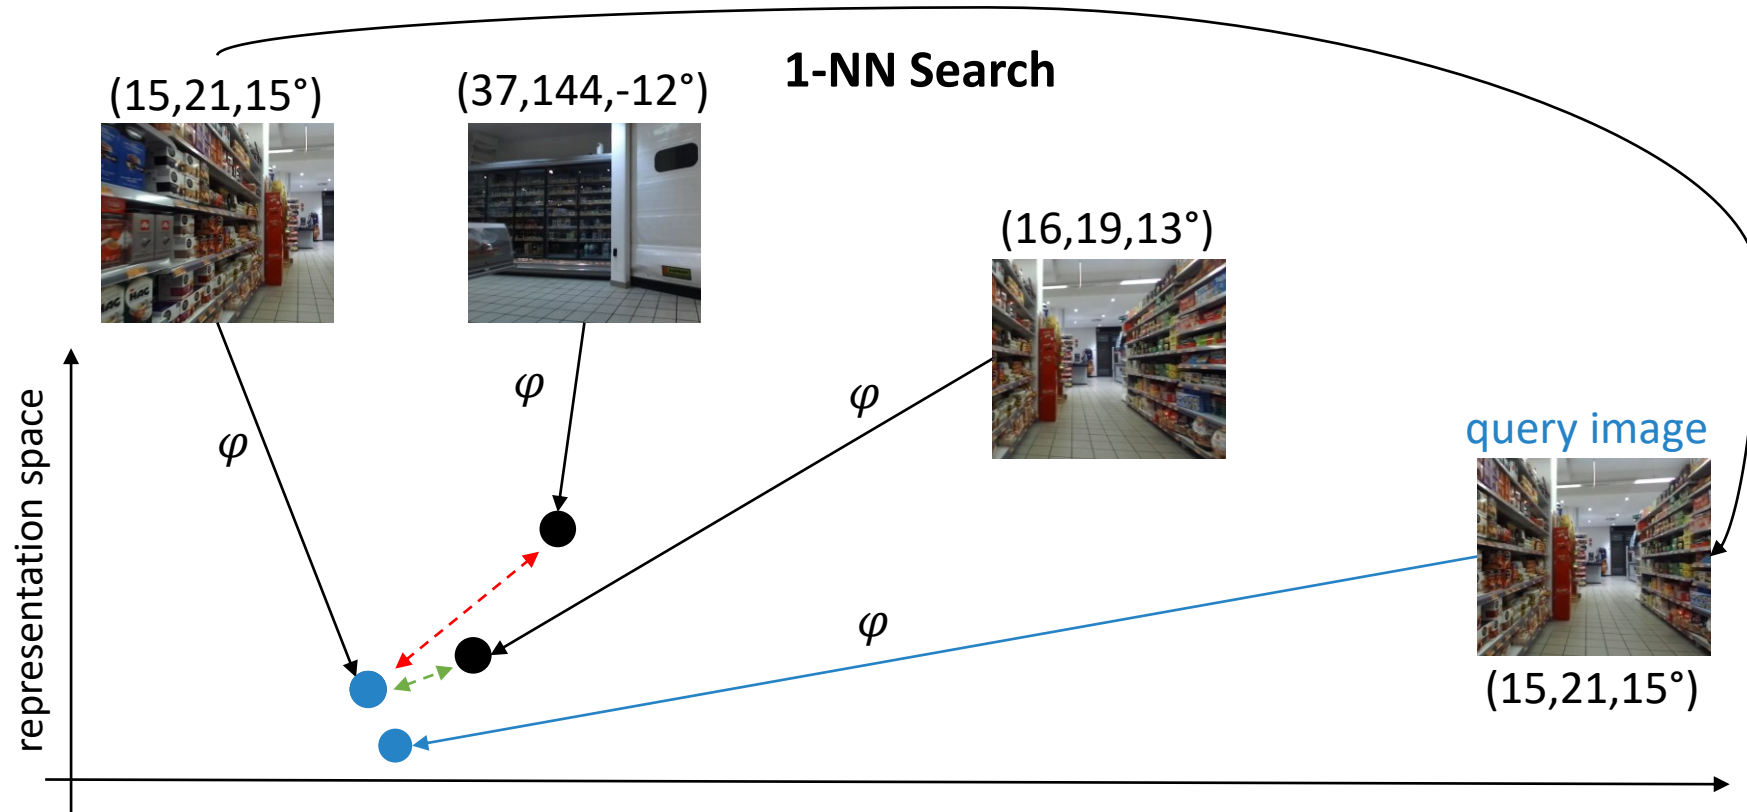 1-NN Search
(15,21,15°)
(37,144,-12°)
(16,19,13°)
query image
(15,21,15°)
φ
φ
φ
φ
representation space
HAG